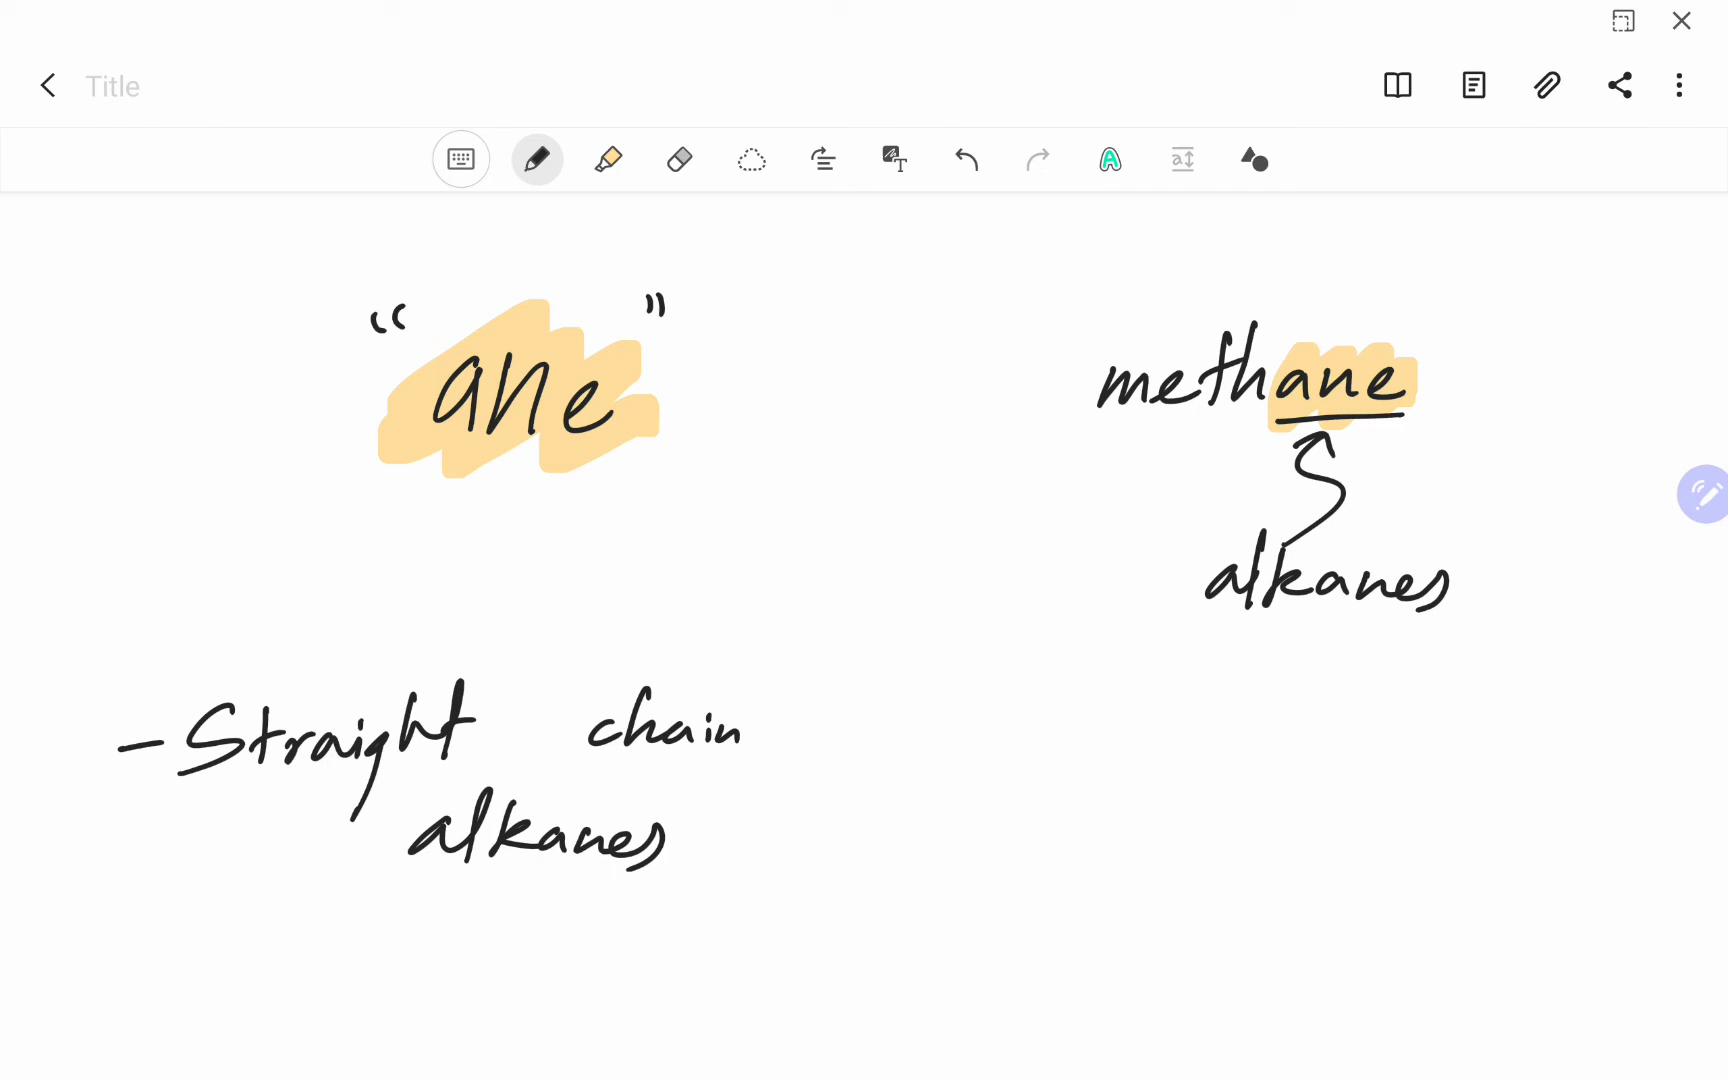 Title
“ane”
methane
alkanes
- Straight chain
alkanes